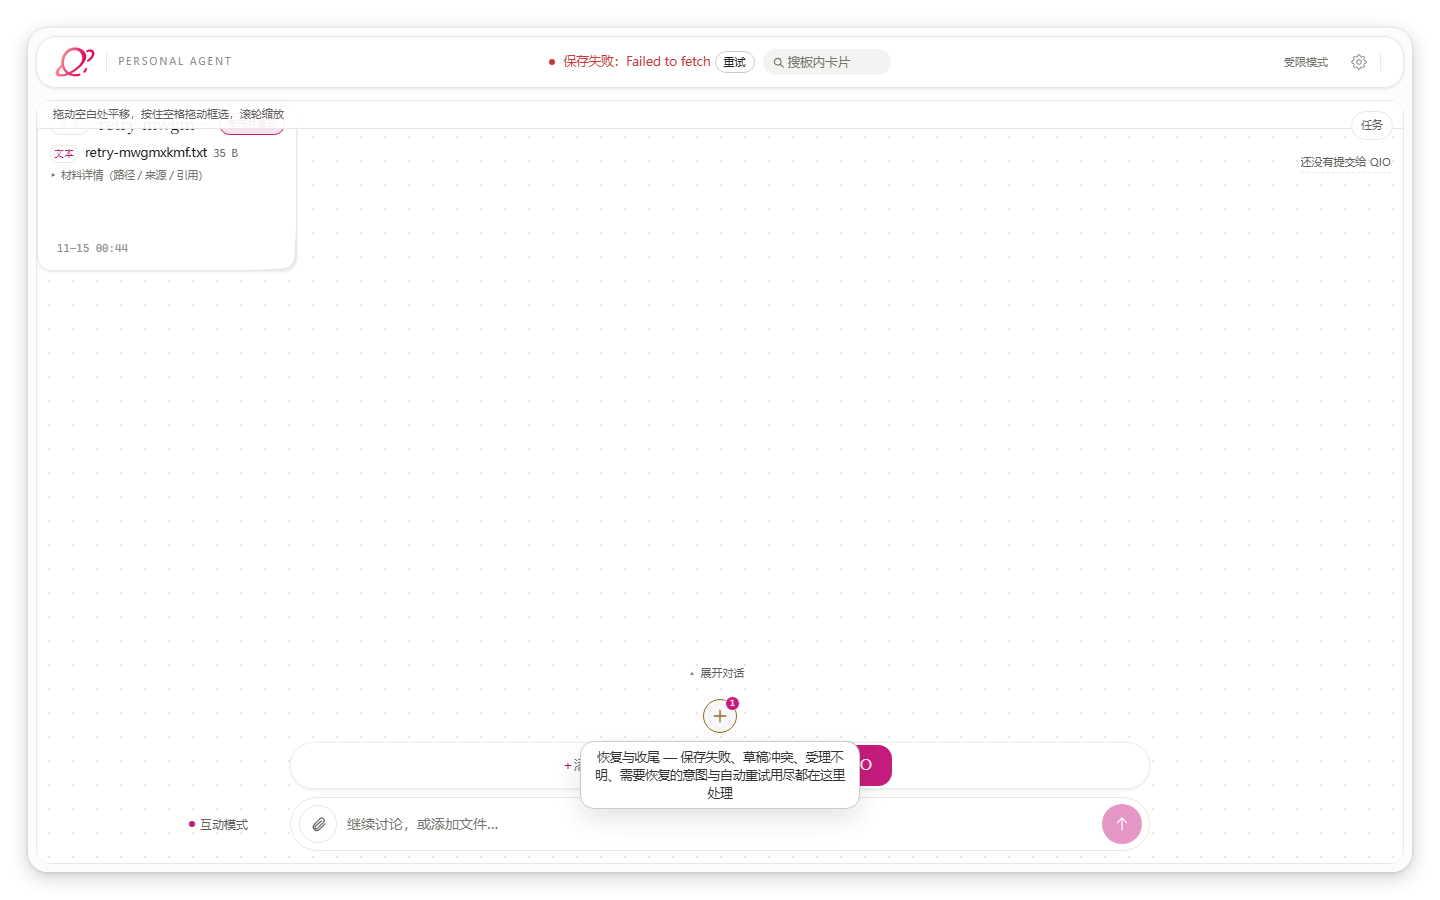 PERSONAL AGENT
保存失败：Failed to fetch 重试
搜板内卡片
受限模式
拖动空白处平移，按住空格拖动框选，滚轮缩放
任务
文本 retry-mwgmxkmf.txt 35 B
▸ 材料详情（路径 / 来源 / 引用）
还没有提交给 QIO
11-15 00:44
展开对话
1
恢复与收尾 — 保存失败、草稿冲突、受理不
明、需要恢复的意图与自动重试用尽都在这里
处理
互动模式
继续讨论，或添加文件...